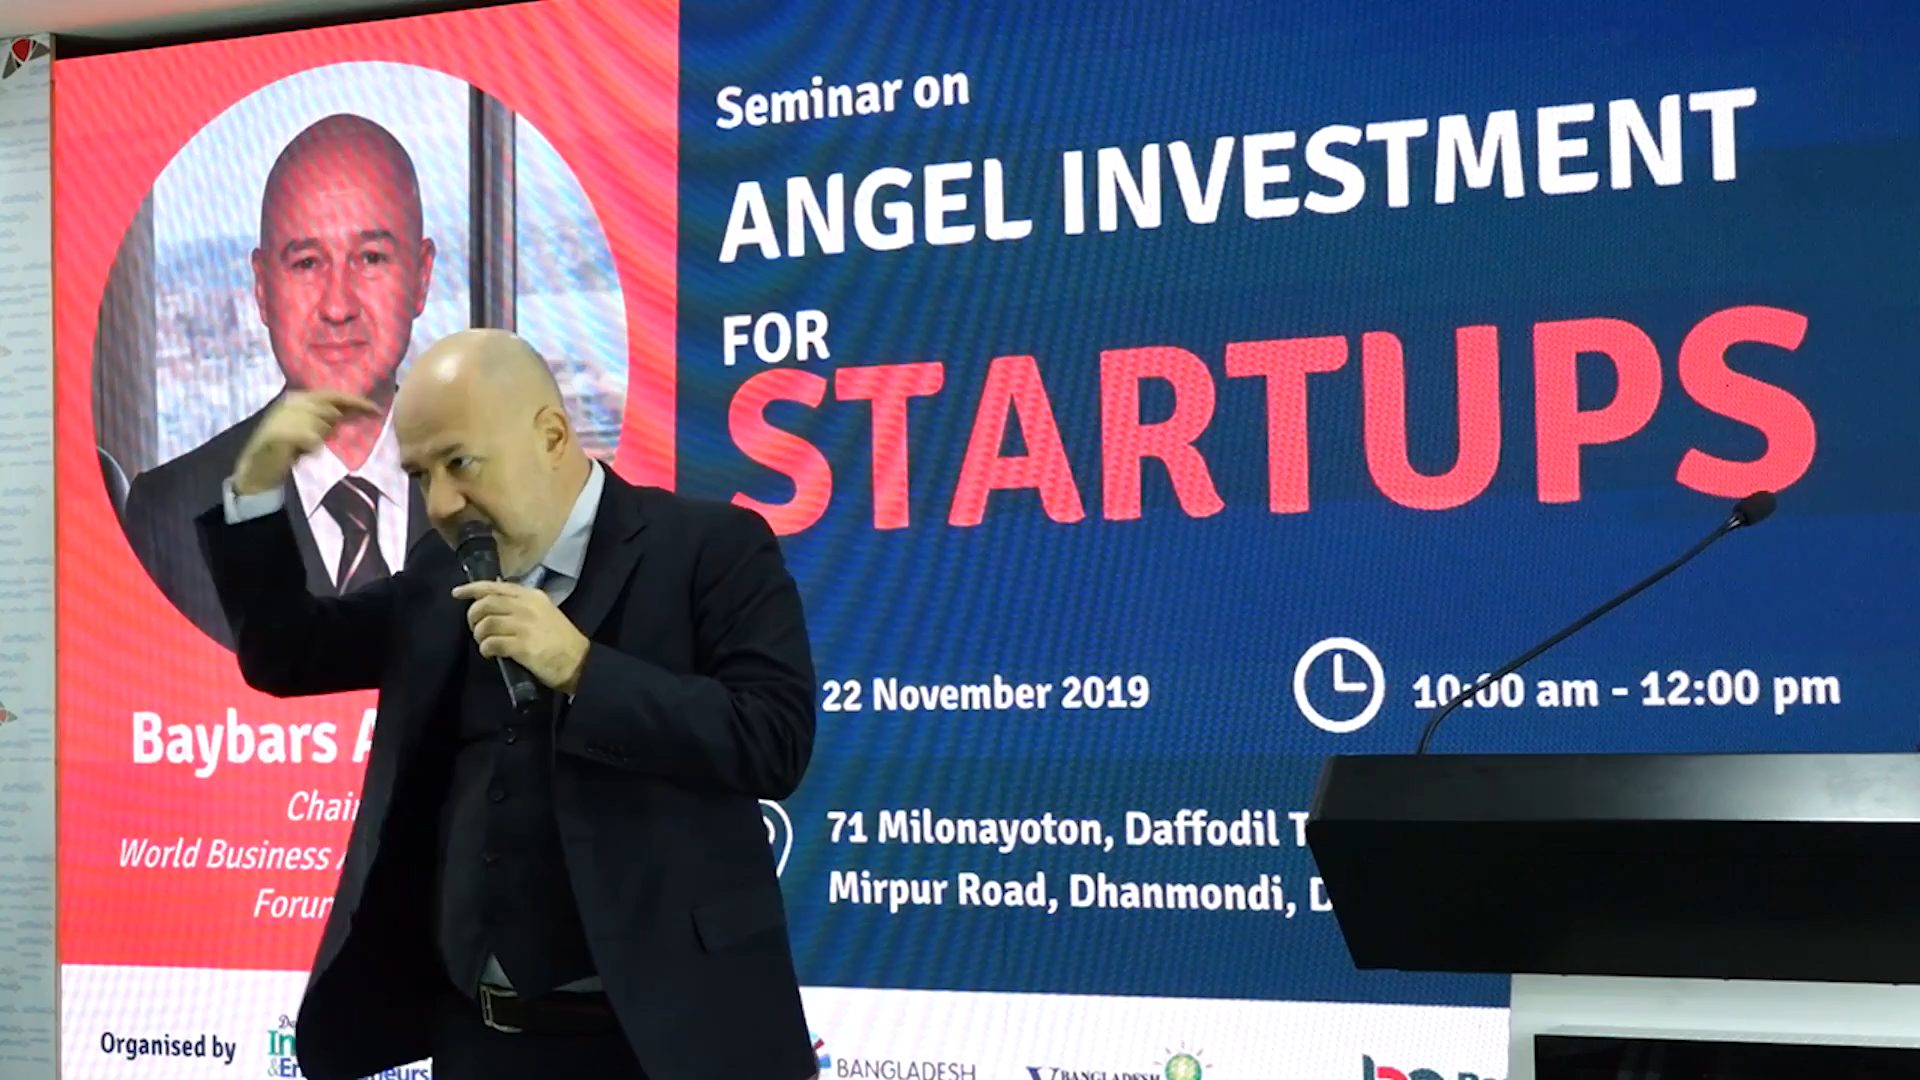 Seminar on
ANGEL INVESTMENT
FOR
STARTUPS
Baybars
World Business
22 November 2019
10:00 am - 12:00 pm
71 Milonayoton, Daffodil
Mirpur Road, Dhanmondi,
Organised by
BANGLADESH
BANGLADESH